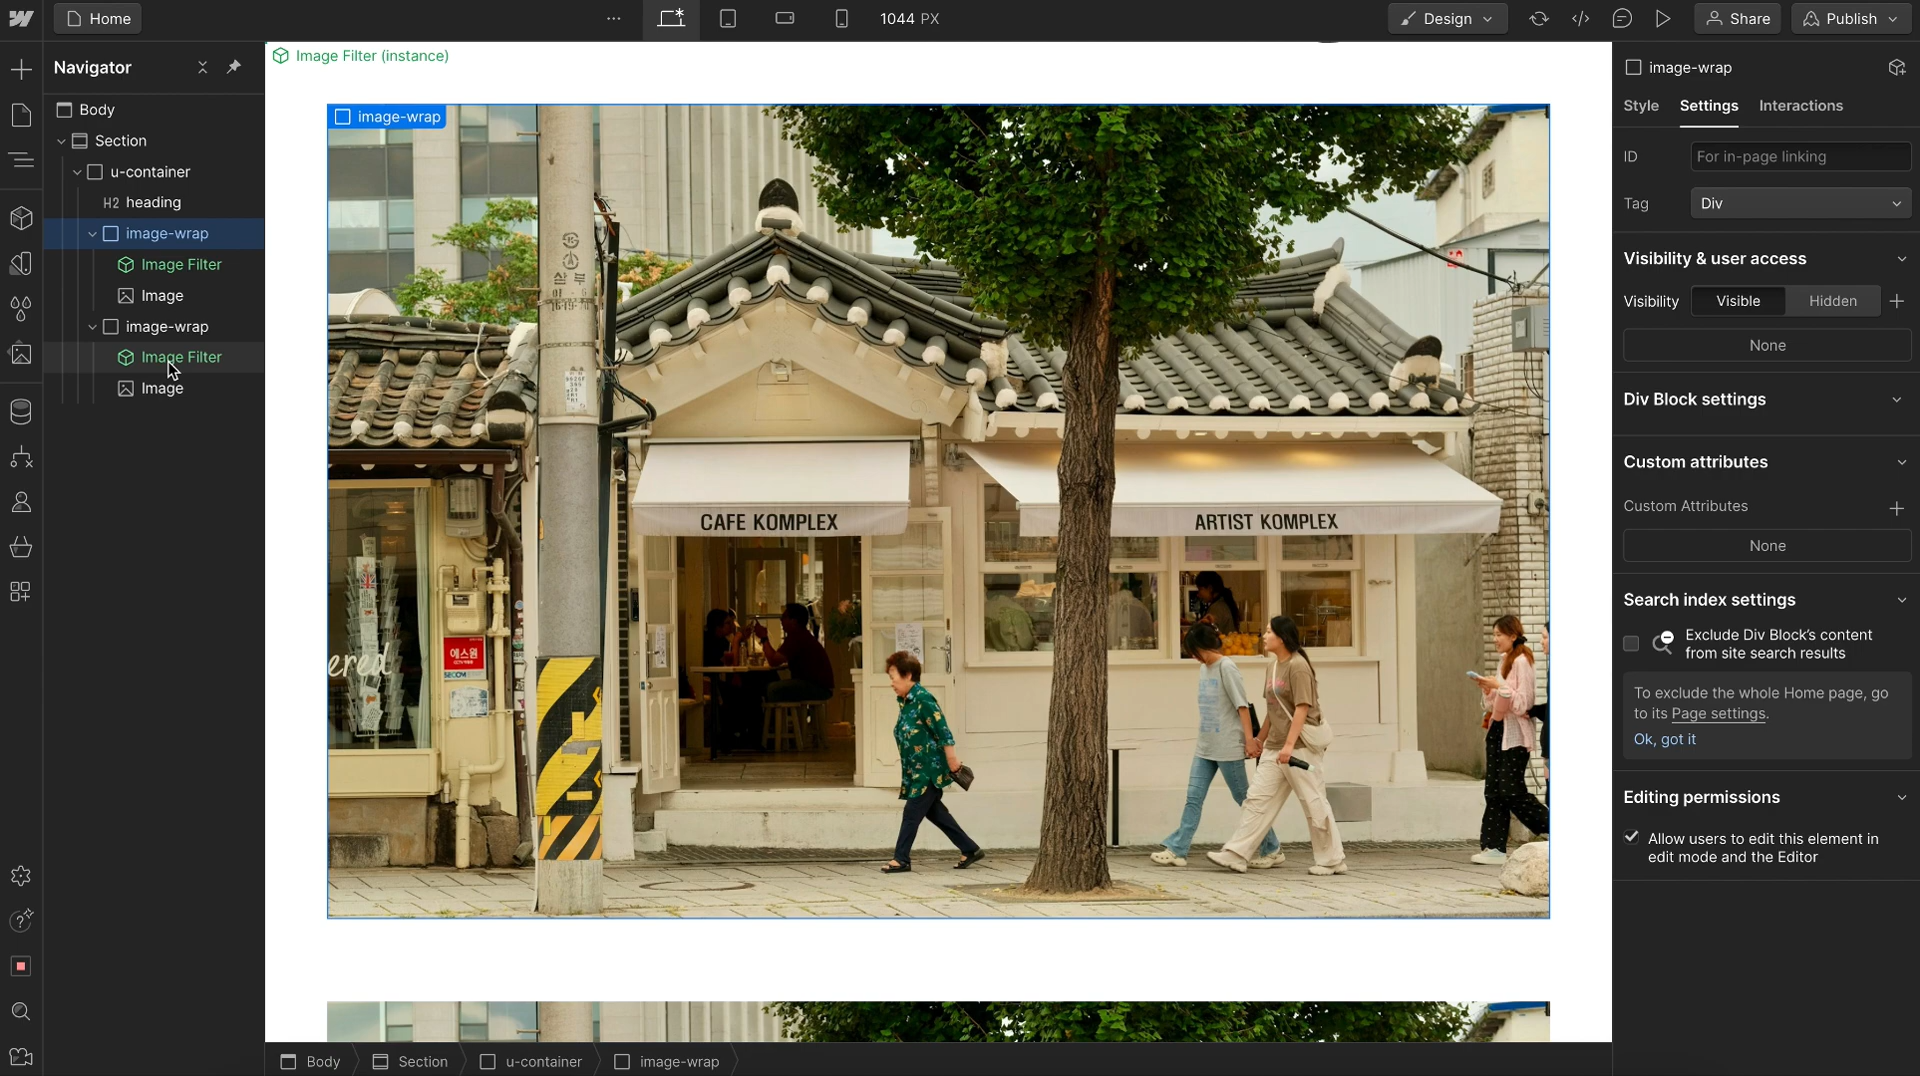 Home
1044 PX
Design
Share
Publish
Navigator
Body
Section
u-container
H2 heading
image-wrap
Image Filter
Image
image-wrap
Image Filter
Image
Image Filter (instance)
image-wrap
CAFE KOMPLEX
ARTIST KOMPLEX
ered
에스원
SECOM
Body
Section
u-container
image-wrap
image-wrap
Style
Settings
Interactions
ID
For in-page linking
Tag
Div
Visibility & user access
Visibility
Visible
Hidden
None
Div Block settings
Custom attributes
Custom Attributes
None
Search index settings
Exclude Div Block's content
from site search results
To exclude the whole Home page, go
to its Page settings.
Ok, got it
Editing permissions
Allow users to edit this element in
edit mode and the Editor